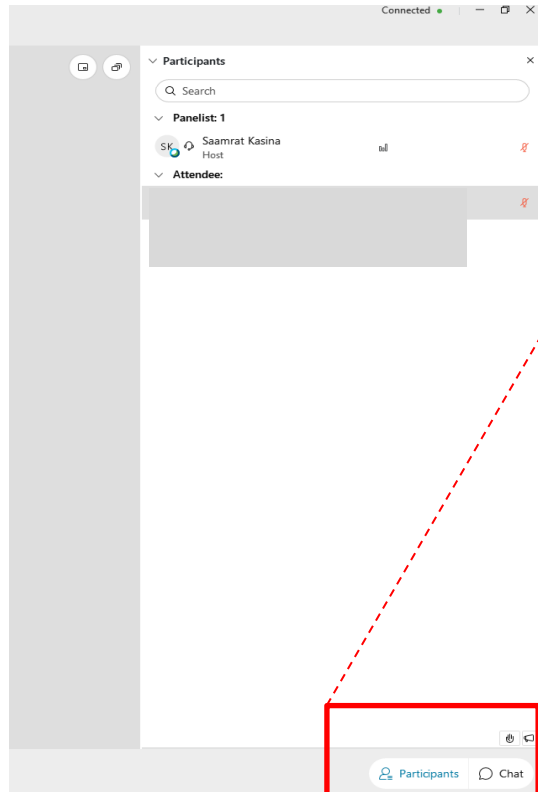 Connected
Participants
Search
Panelist: 1
SK
Saamrat Kasina
Host
Attendee:
Participants
Chat